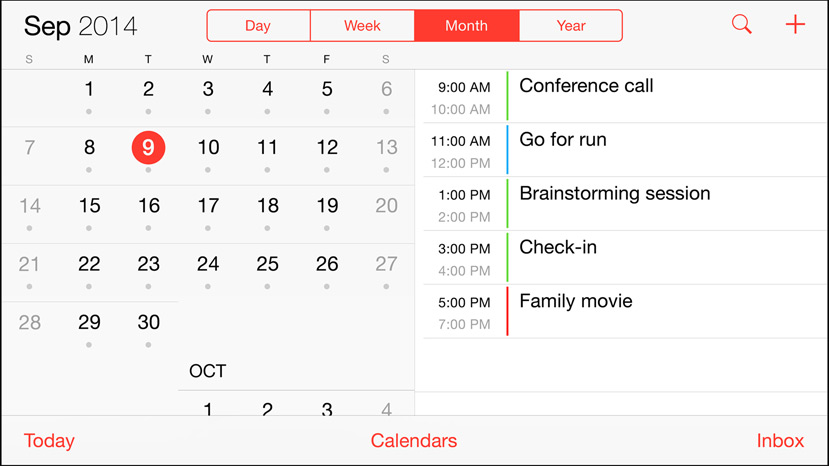 Sep 2014
Day Week Month Year
S M T W T F S
1 2 3 4 5 6
7 8 9 10 11 12 13
14 15 16 17 18 19 20
21 22 23 24 25 26 27
28 29 30
OCT
1 2 3 4
9:00 AM Conference call
10:00 AM
11:00 AM Go for run
12:00 PM
1:00 PM Brainstorming session
2:00 PM
3:00 PM Check-in
4:00 PM
5:00 PM Family movie
7:00 PM
Today Calendars Inbox